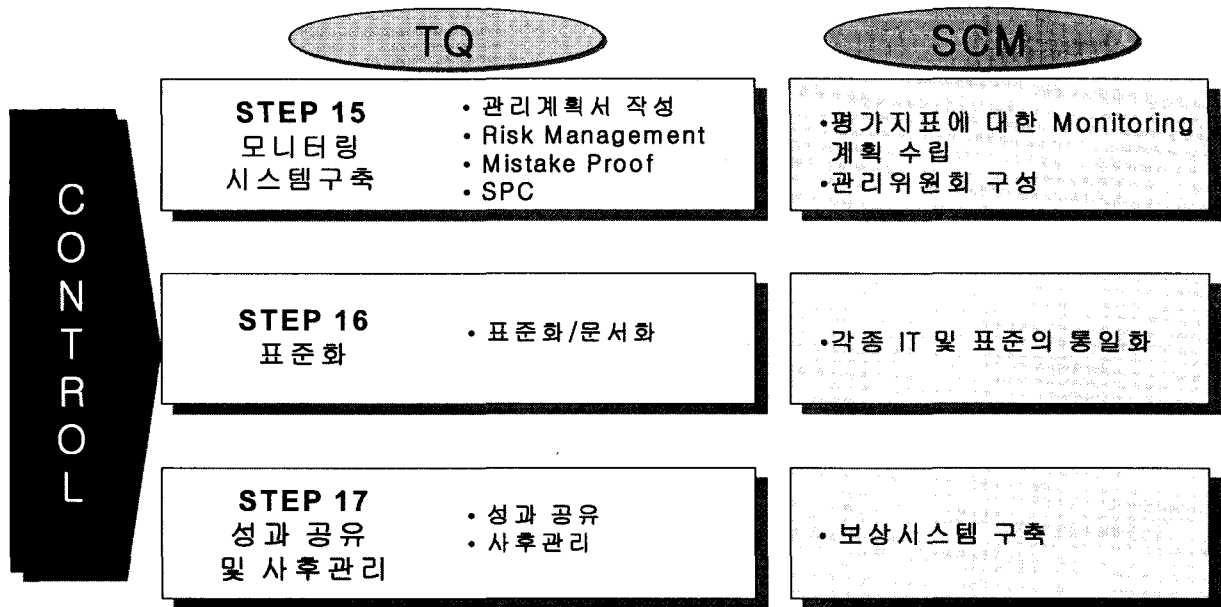 TQ
SCM
CONTROL
STEP 15
모니터링
시스템구축
• 관리계획서 작성
• Risk Management
• Mistake Proof
• SPC
•평가지표에 대한 Monitoring
계획 수립
•관리위원회 구성
STEP 16
표준화
• 표준화/문서화
•각종 IT 및 표준의 통일화
STEP 17
성과 공유
및 사후관리
• 성과 공유
• 사후관리
• 보상시스템 구축